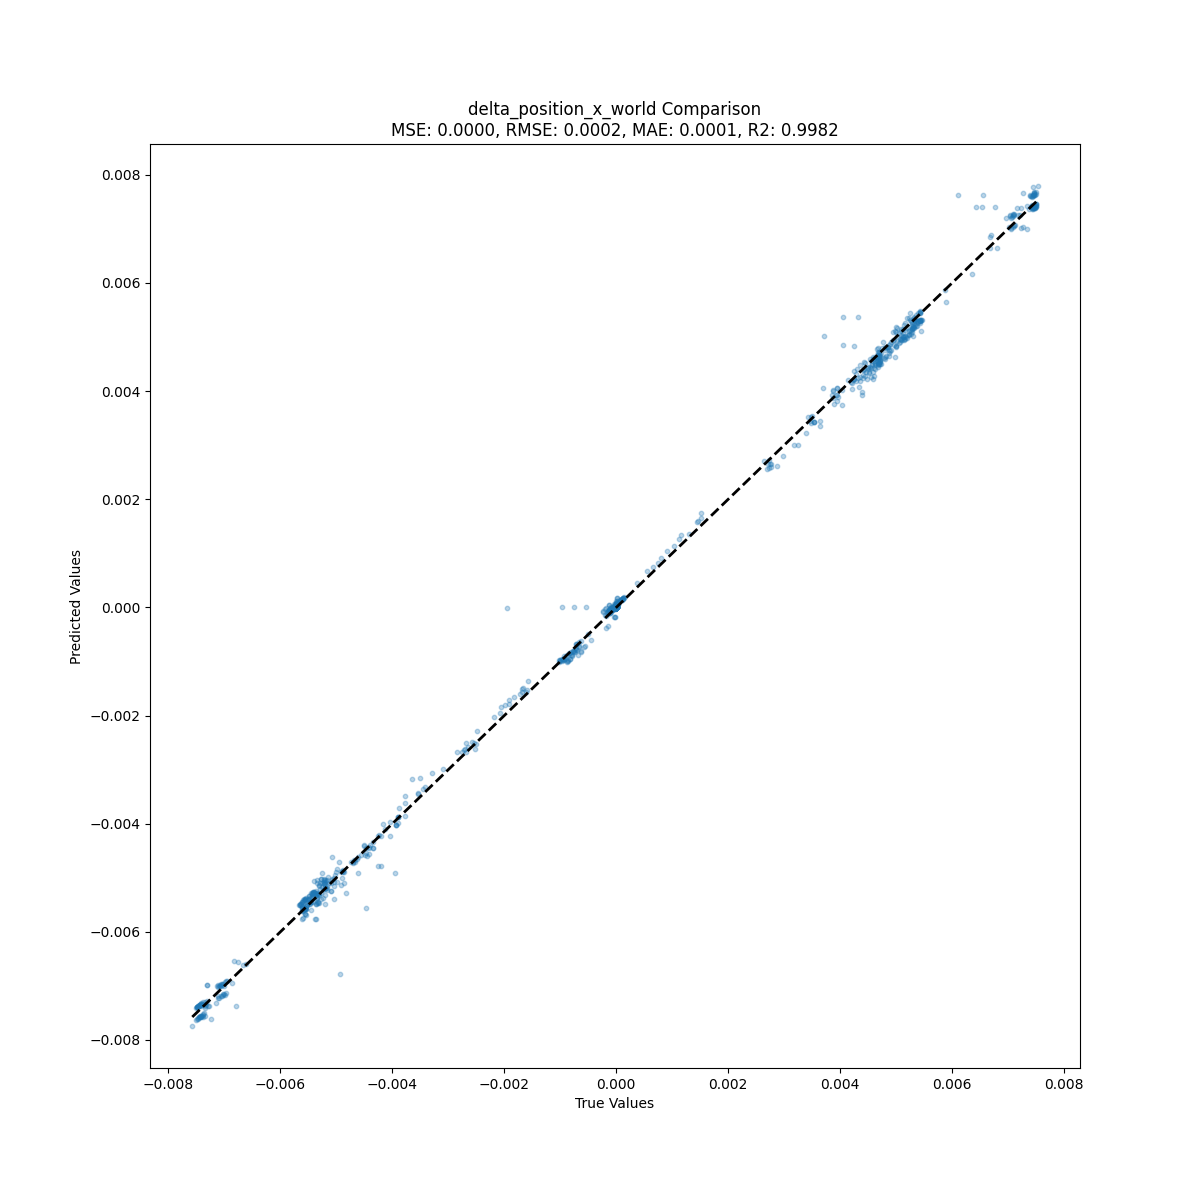 delta_position_x_world Comparison
MSE: 0.0000, RMSE: 0.0002, MAE: 0.0001, R2: 0.9982
0.008
0.006
0.004
0.002
0.000
−0.002
−0.004
−0.006
−0.008
Predicted Values
−0.008 −0.006 −0.004 −0.002 0.000 0.002 0.004 0.006 0.008
True Values